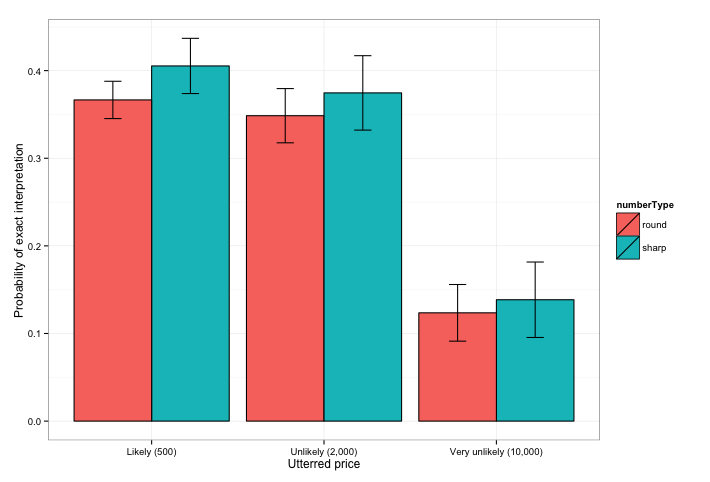 Probability of exact interpretation
0.4
0.3
0.2
0.1
0.0
Likely (500)
Unlikely (2,000)
Very unlikely (10,000)
Utterred price
numberType
round
sharp